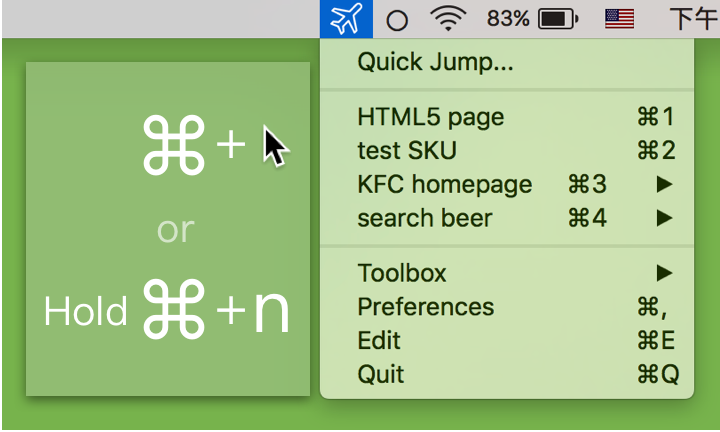 83% 下午
⌘+
or
Hold ⌘+n
Quick Jump...
HTML5 page ⌘1
test SKU ⌘2
KFC homepage ⌘3 ▶
search beer ⌘4 ▶
Toolbox ▶
Preferences ⌘,
Edit ⌘E
Quit ⌘Q